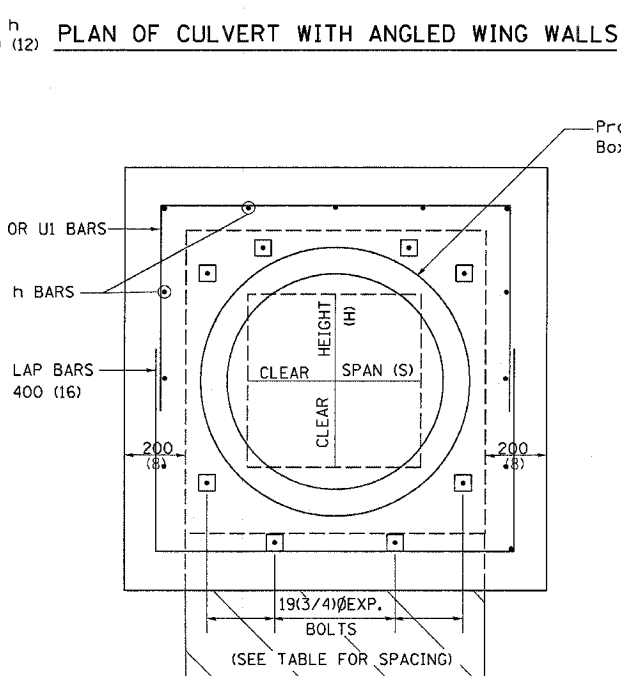 h
(12) PLAN OF CULVERT WITH ANGLED WING WALLS
Pro
Box
OR U1 BARS
h BARS
HEIGHT
(H)
CLEAR SPAN (S)
CLEAR
LAP BARS
400 (16)
200
(8)
200
(8)
19(3/4)ØEXP.
BOLTS
(SEE TABLE FOR SPACING)